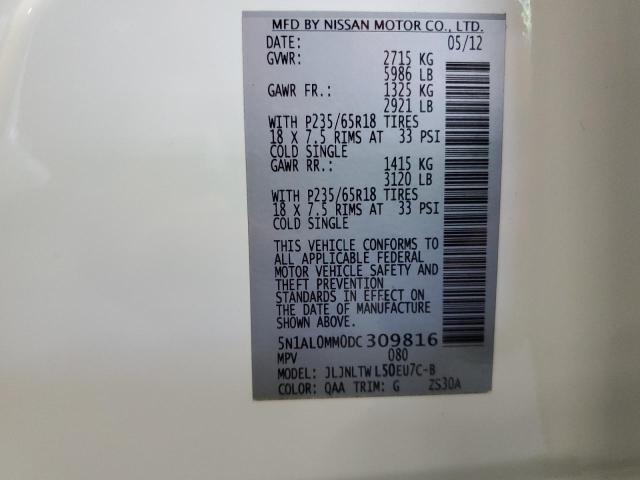 MFD BY NISSAN MOTOR CO., LTD.
DATE: 05/12
GVWR: 2715 KG
5986 LB
GAWR FR.: 1325 KG
2921 LB
WITH P235/65R18 TIRES
18 X 7.5 RIMS AT 33 PSI
COLD SINGLE
GAWR RR.: 1415 KG
3120 LB
WITH P235/65R18 TIRES
18 X 7.5 RIMS AT 33 PSI
COLD SINGLE
THIS VEHICLE CONFORMS TO
ALL APPLICABLE FEDERAL
MOTOR VEHICLE SAFETY AND
THEFT PREVENTION
STANDARDS IN EFFECT ON
THE DATE OF MANUFACTURE
SHOWN ABOVE.
5N1AL0MM0DC309816
MPV 080
MODEL: JLJNLTWL50EU7C-B
COLOR: QAA TRIM: G ZS30A